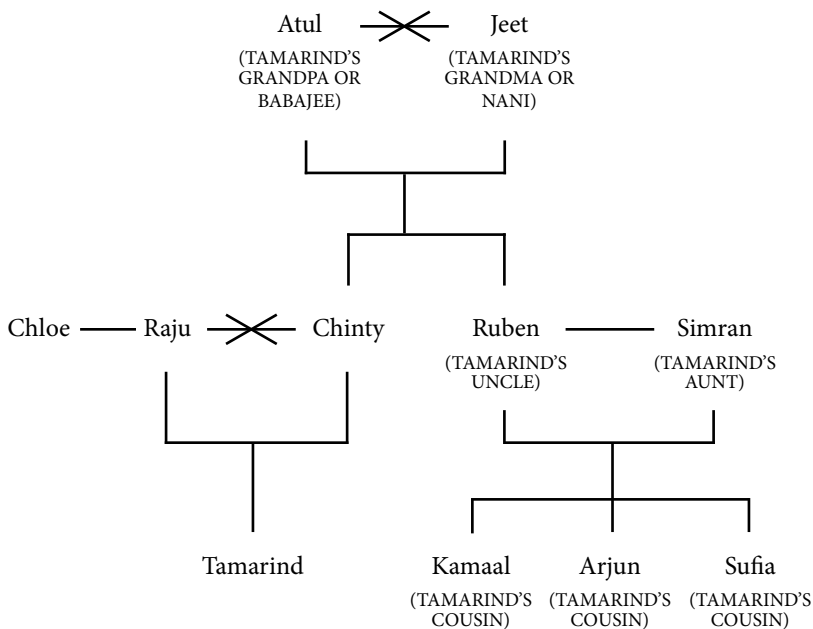 Atul Jeet
(TAMARIND'S (TAMARIND'S
GRANDPA OR GRANDMA OR
BABAJEE) NANI)
Chloe Raju Chinty Ruben Simran
(TAMARIND'S (TAMARIND'S
UNCLE) AUNT)
Tamarind Kamaal Arjun Sufia
(TAMARIND'S (TAMARIND'S (TAMARIND'S
COUSIN) COUSIN) COUSIN)